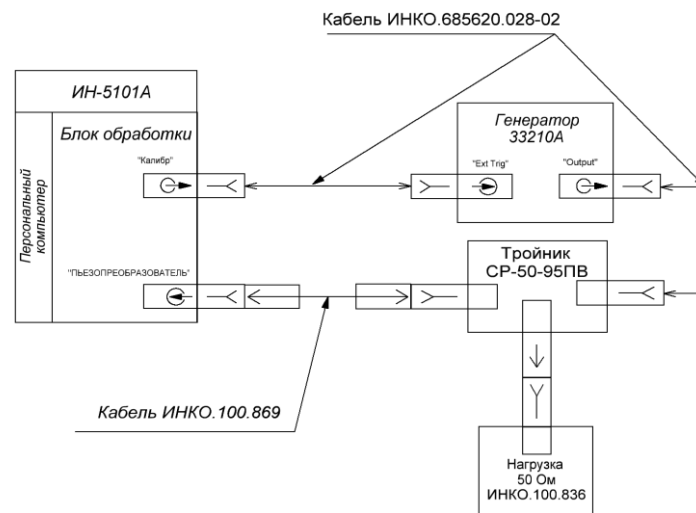 Кабель ИНКО.685620.028-02
ИН-5101А
Персональный
компьютер
Блок обработки
"Калибр"
"ПЬЕЗОПРЕОБРАЗОВАТЕЛЬ"
Генератор
33210А
"Ext Trig"
"Output"
Тройник
СР-50-95ПВ
Кабель ИНКО.100.869
Нагрузка
50 Ом
ИНКО.100.836